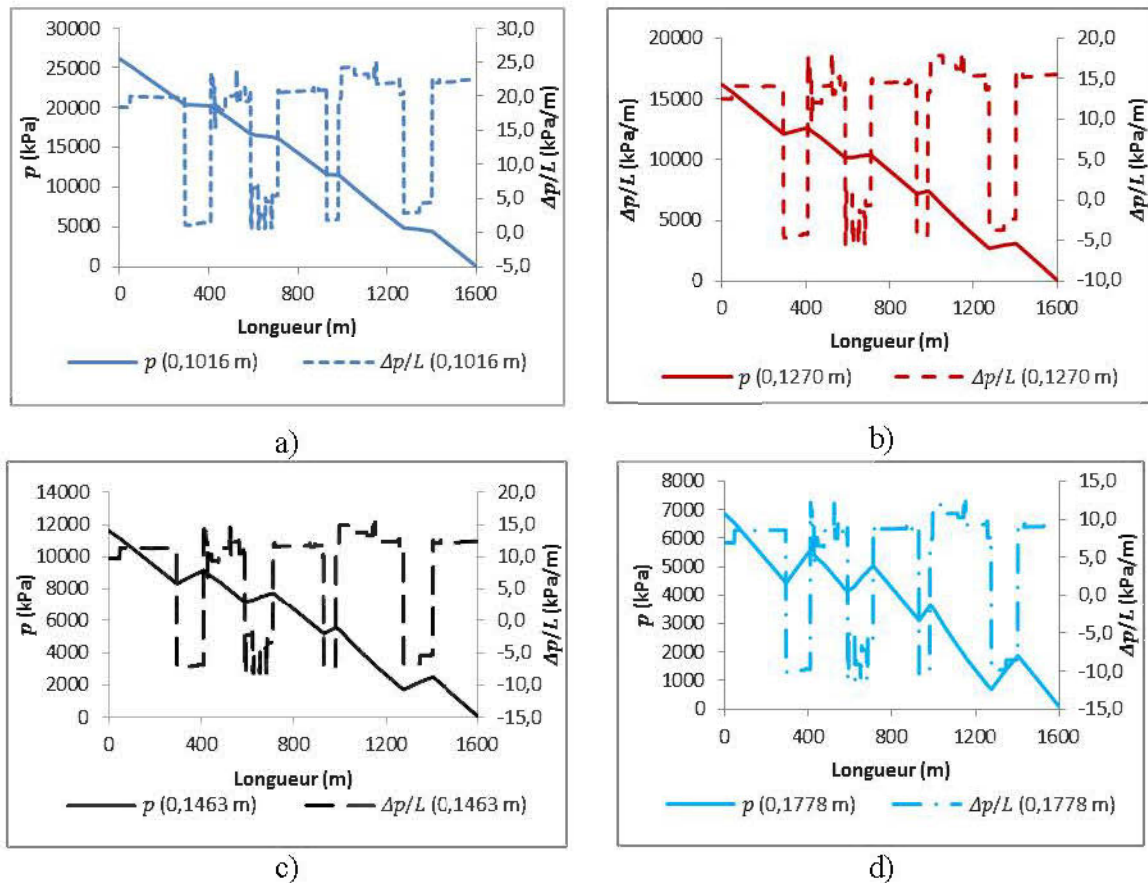 30000
25000
20000
15000
10000
5000
0
p (kPa)
30,0
25,0
20,0
15,0
10,0
5,0
0,0
-5,0
Δp/L (kPa/m)
0 400 800 1200 1600
Longueur (m)
p (0,1016 m) Δp/L (0,1016 m)
a)
20000
15000
10000
5000
0
p (kPa)
20,0
15,0
10,0
5,0
0,0
-5,0
-10,0
Δp/L (kPa/m)
0 400 800 1200 1600
Longueur (m)
p (0,1270 m) Δp/L (0,1270 m)
b)
14000
12000
10000
8000
6000
4000
2000
0
p (kPa)
20,0
15,0
10,0
5,0
0,0
-5,0
-10,0
-15,0
Δp/L (kPa/m)
0 400 800 1200 1600
Longueur (m)
p (0,1463 m) Δp/L (0,1463 m)
c)
8000
7000
6000
5000
4000
3000
2000
1000
0
p (kPa)
15,0
10,0
5,0
0,0
-5,0
-10,0
-15,0
Δp/L (kPa/m)
0 400 800 1200 1600
Longueur (m)
p (0,1778 m) Δp/L (0,1778 m)
d)